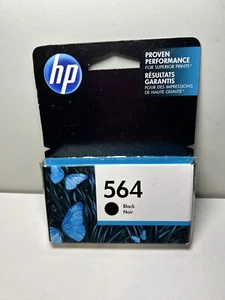 hp
PROVEN
PERFORMANCE
FOR SUPERIOR PRINTS*
RÉSULTATS
GARANTIS
POUR DES IMPRESSIONS
DE HAUTE QUALITÉ*
564
Black
Noir